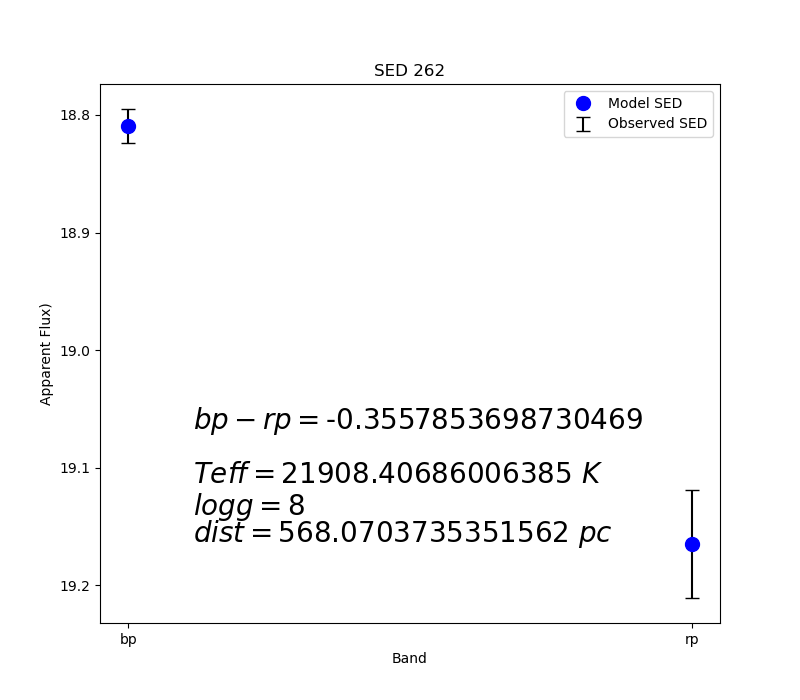 SED 262
Model SED
Observed SED
18.8
18.9
19.0
19.1
19.2
Apparent Flux)
bp − rp = -0.3557853698730469
Teff = 21908.40686006385 K
logg = 8
dist = 568.0703735351562 pc
bp
rp
Band